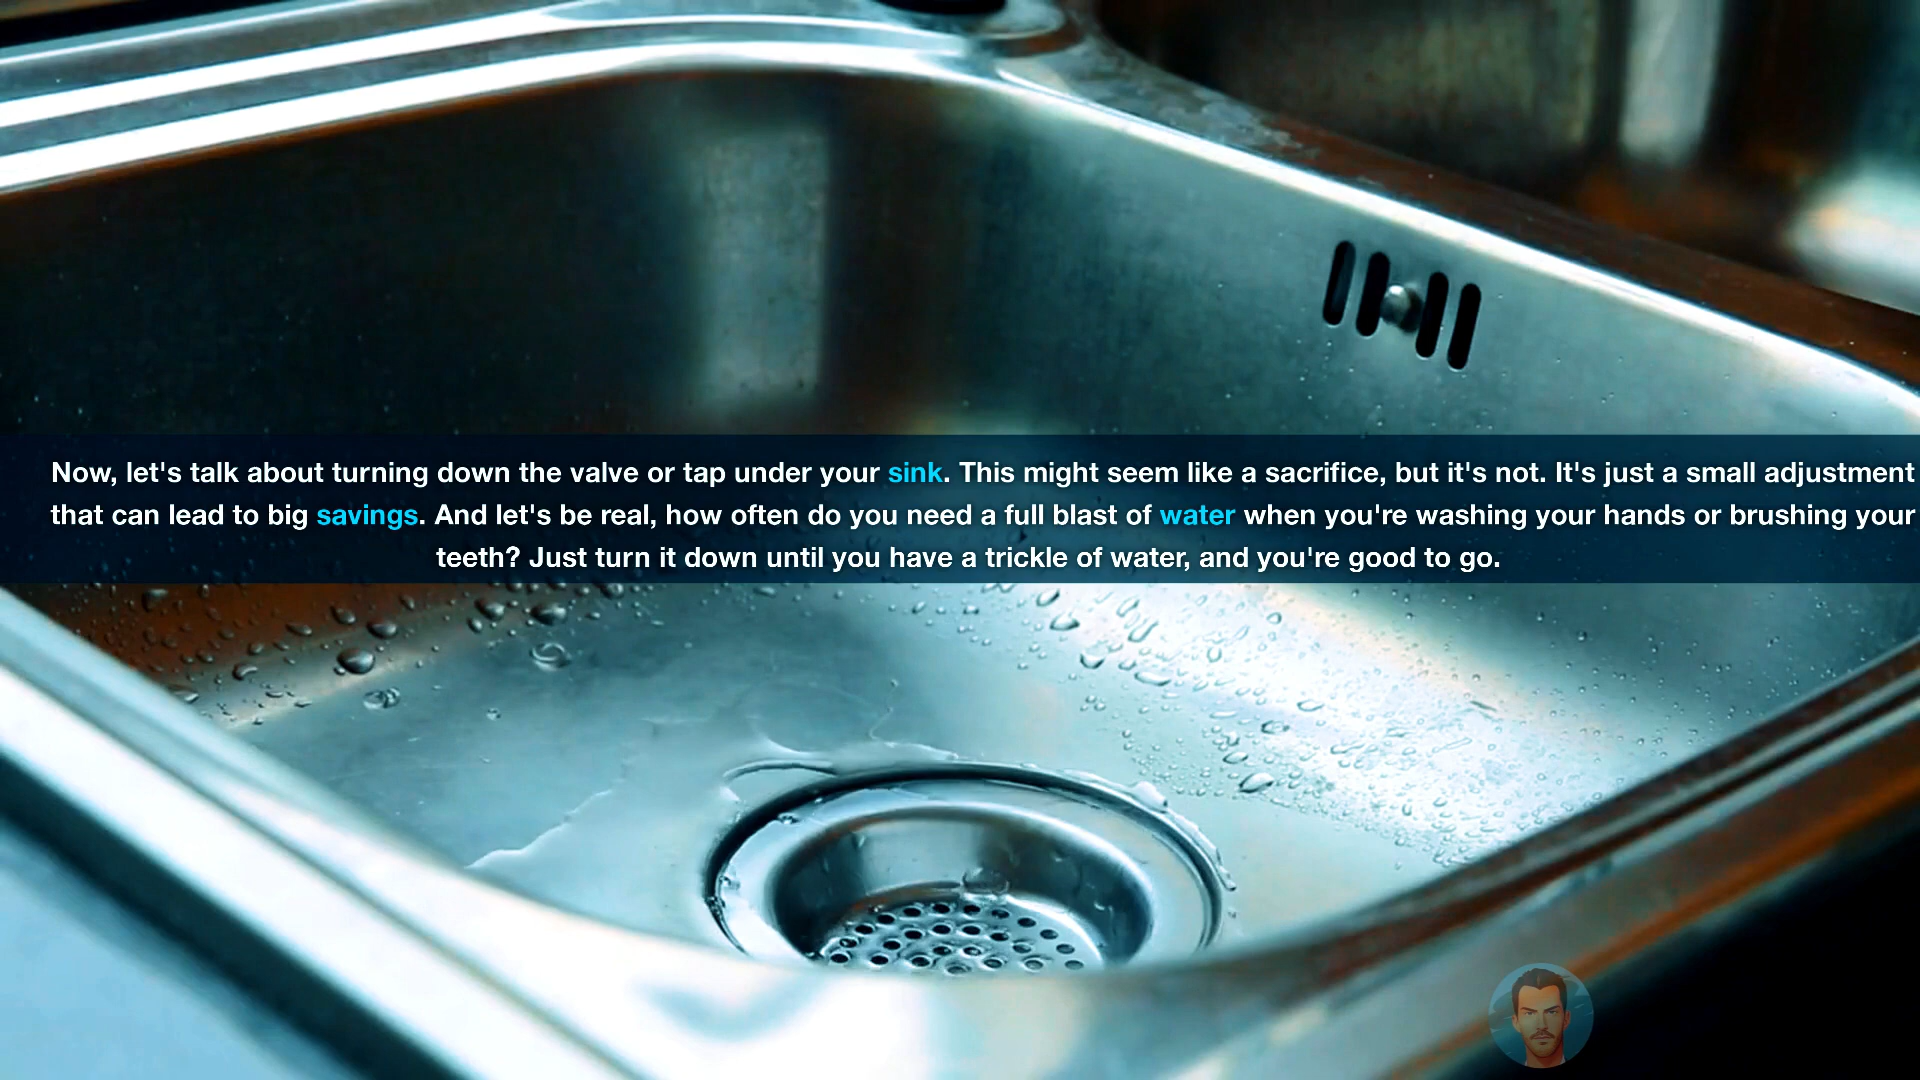 Now, let's talk about turning down the valve or tap under your sink. This might seem like a sacrifice, but it's not. It's just a small adjustment
that can lead to big savings. And let's be real, how often do you need a full blast of water when you're washing your hands or brushing your
teeth? Just turn it down until you have a trickle of water, and you're good to go.